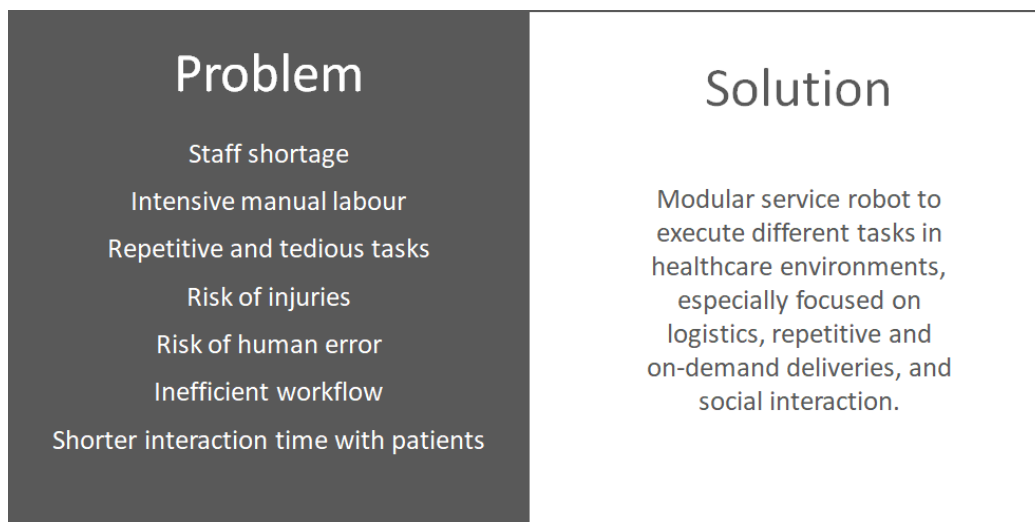 Problem
Staff shortage
Intensive manual labour
Repetitive and tedious tasks
Risk of injuries
Risk of human error
Inefficient workflow
Shorter interaction time with patients
Solution
Modular service robot to
execute different tasks in
healthcare environments,
especially focused on
logistics, repetitive and
on-demand deliveries, and
social interaction.